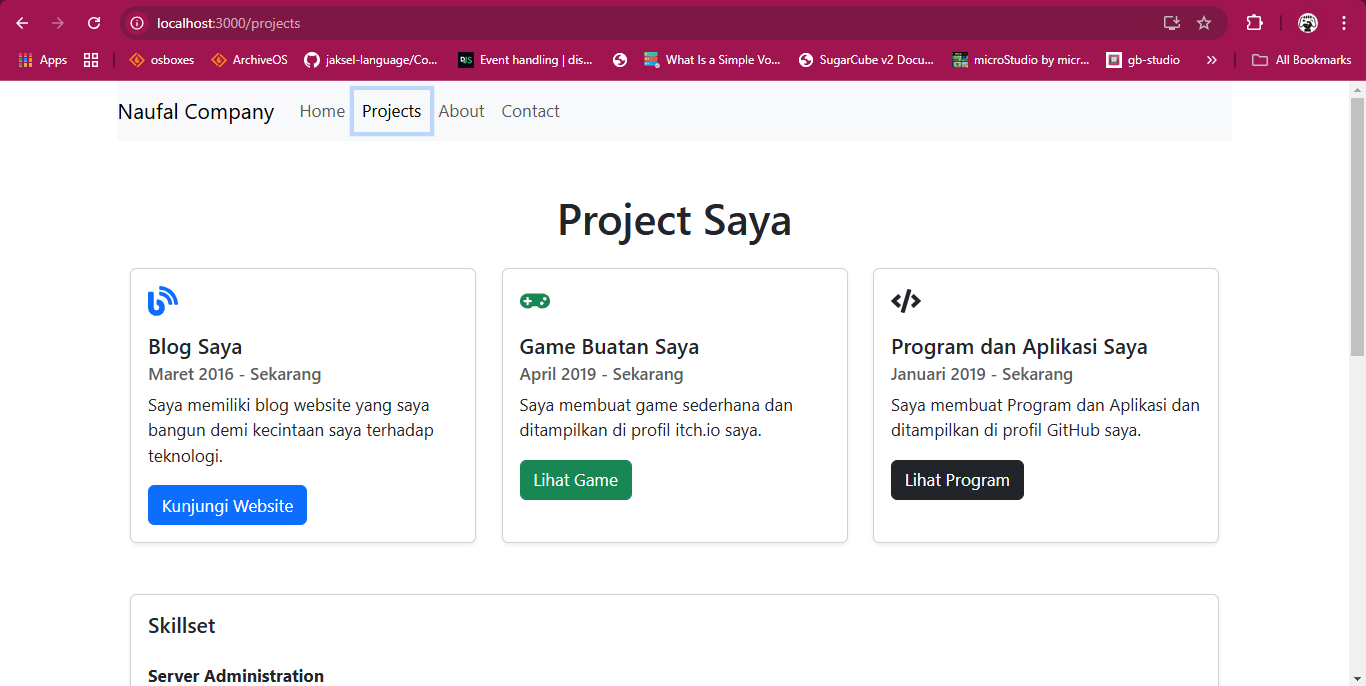 localhost:3000/projects
Apps
osboxes
ArchiveOS
jaksel-language/Co...
Event handling | dis...
What Is a Simple Vo...
SugarCube v2 Docu...
microStudio by micr...
gb-studio
»
All Bookmarks
Naufal Company
Home
Projects
About
Contact
Project Saya
Blog Saya
Maret 2016 - Sekarang
Saya memiliki blog website yang saya
bangun demi kecintaan saya terhadap
teknologi.
Kunjungi Website
Game Buatan Saya
April 2019 - Sekarang
Saya membuat game sederhana dan
ditampilkan di profil itch.io saya.
Lihat Game
Program dan Aplikasi Saya
Januari 2019 - Sekarang
Saya membuat Program dan Aplikasi dan
ditampilkan di profil GitHub saya.
Lihat Program
Skillset
Server Administration